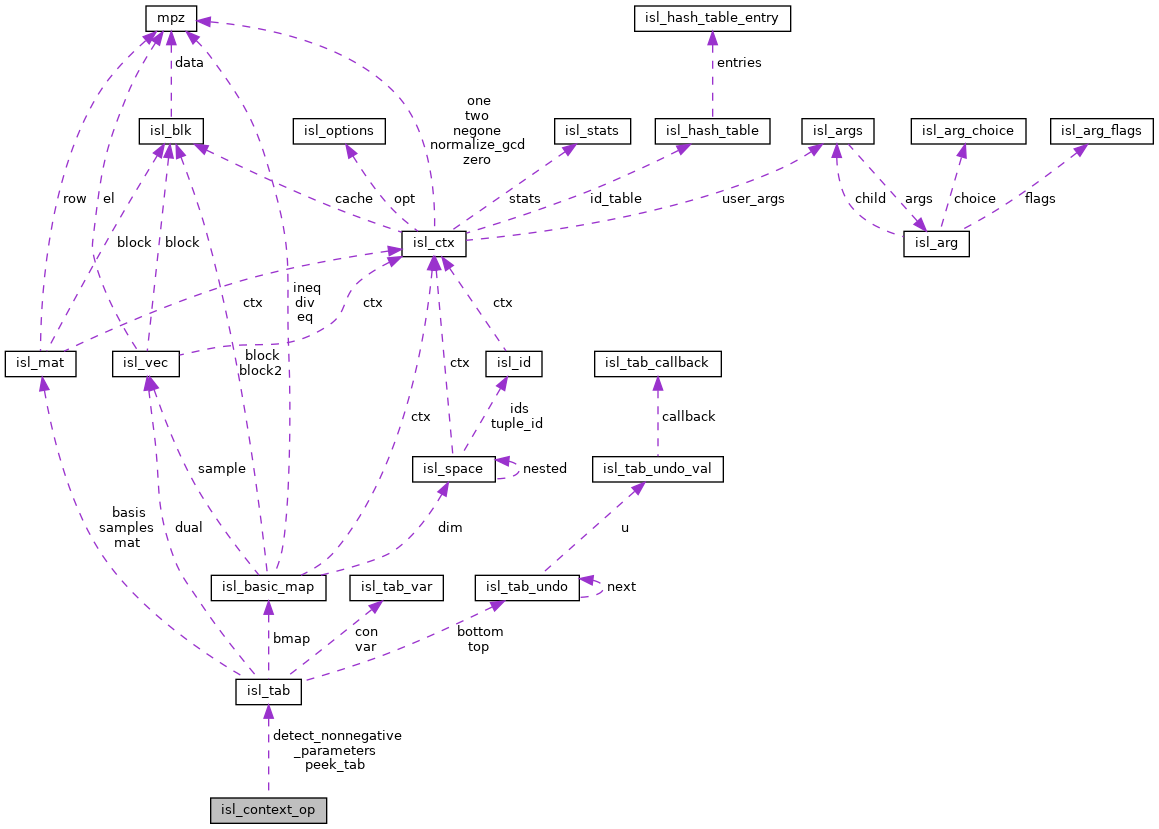 mpz
isl_hash_table_entry
data
entries
one
two
negone
normalize_gcd
zero
isl_blk
isl_options
isl_stats
isl_hash_table
isl_args
isl_arg_choice
isl_arg_flags
row
el
cache
opt
stats
id_table
user_args
child
args
choice
flags
block
block
isl_ctx
isl_arg
ctx
ctx
ctx
ineq
div
eq
isl_mat
isl_vec
block
block2
ctx
isl_id
isl_tab_callback
ctx
ids
tuple_id
callback
sample
isl_space
nested
isl_tab_undo_val
basis
samples
mat
dual
dim
u
isl_basic_map
isl_tab_var
isl_tab_undo
next
bmap
con
var
bottom
top
isl_tab
detect_nonnegative
_parameters
peek_tab
isl_context_op